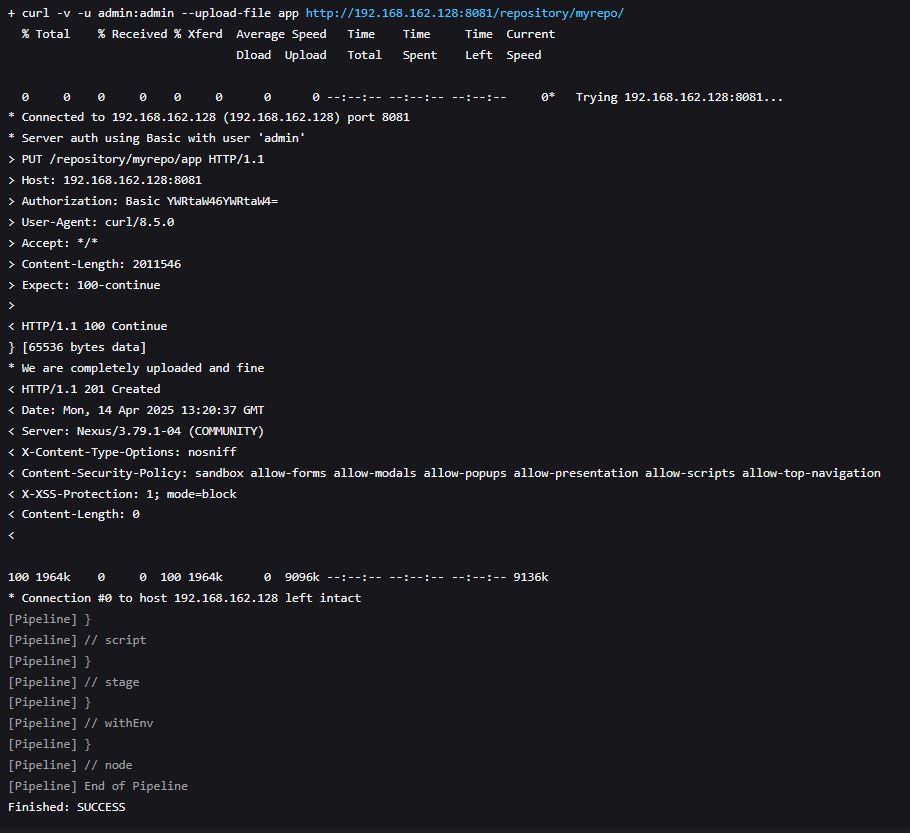 + curl -v -u admin:admin --upload-file app http://192.168.162.128:8081/repository/myrepo/
% Total % Received % Xferd Average Speed Time Time Time Current
Dload Upload Total Spent Left Speed
0 0 0 0 0 0 0 0 --:--:-- --:--:-- --:--:-- 0* Trying 192.168.162.128:8081...
* Connected to 192.168.162.128 (192.168.162.128) port 8081
* Server auth using Basic with user 'admin'
> PUT /repository/myrepo/app HTTP/1.1
> Host: 192.168.162.128:8081
> Authorization: Basic YWRtaW46YWRtaW4=
> User-Agent: curl/8.5.0
> Accept: */*
> Content-Length: 2011546
> Expect: 100-continue
>
< HTTP/1.1 100 Continue
} [65536 bytes data]
* We are completely uploaded and fine
< HTTP/1.1 201 Created
< Date: Mon, 14 Apr 2025 13:20:37 GMT
< Server: Nexus/3.79.1-04 (COMMUNITY)
< X-Content-Type-Options: nosniff
< Content-Security-Policy: sandbox allow-forms allow-modals allow-popups allow-presentation allow-scripts allow-top-navigation
< X-XSS-Protection: 1; mode=block
< Content-Length: 0
<
100 1964k 0 0 100 1964k 0 9096k --:--:-- --:--:-- --:--:-- 9136k
* Connection #0 to host 192.168.162.128 left intact
[Pipeline] }
[Pipeline] // script
[Pipeline] }
[Pipeline] // stage
[Pipeline] }
[Pipeline] // withEnv
[Pipeline] }
[Pipeline] // node
[Pipeline] End of Pipeline
Finished: SUCCESS